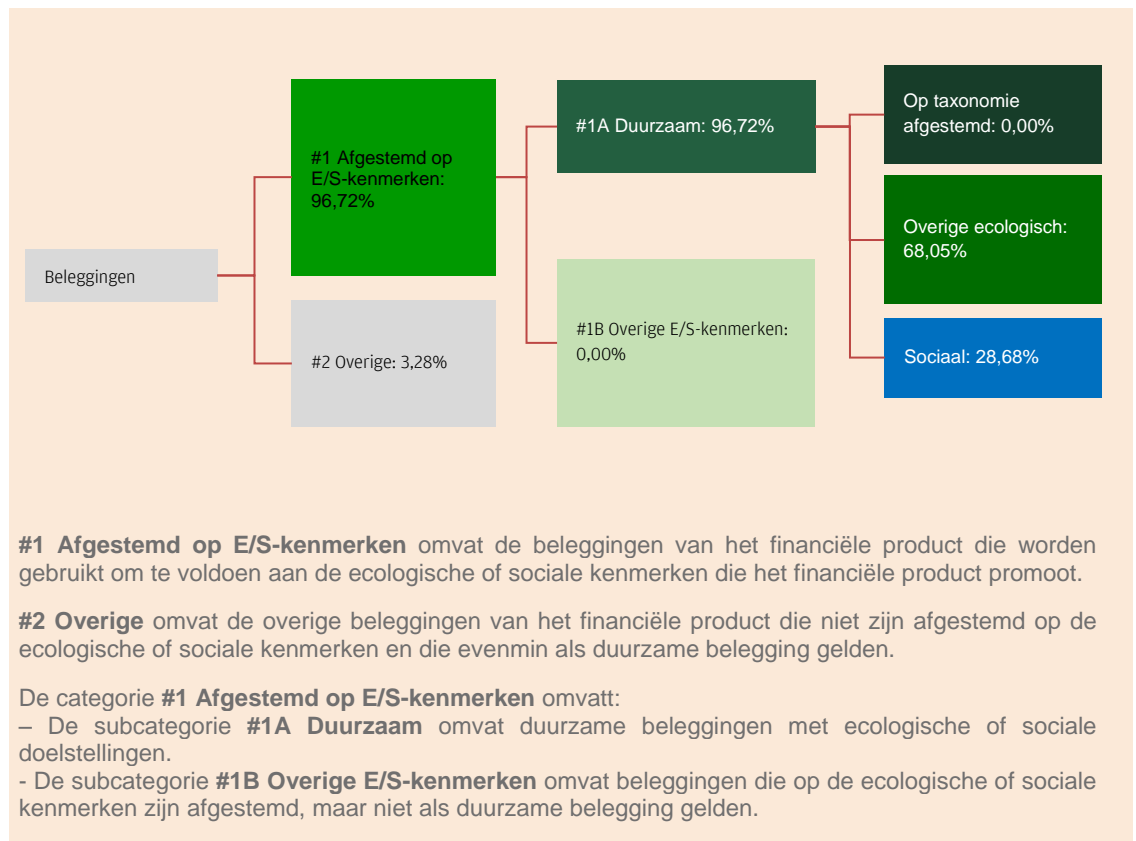 Beleggingen
#1 Afgestemd op
E/S-kenmerken:
96,72%
#2 Overige: 3,28%
#1A Duurzaam: 96,72%
#1B Overige E/S-kenmerken:
0,00%
Op taxonomie
afgestemd: 0,00%
Overige ecologisch:
68,05%
Sociaal: 28,68%
#1 Afgestemd op E/S-kenmerken omvat de beleggingen van het financiële product die worden
gebruikt om te voldoen aan de ecologische of sociale kenmerken die het financiële product promoot.
#2 Overige omvat de overige beleggingen van het financiële product die niet zijn afgestemd op de
ecologische of sociale kenmerken en die evenmin als duurzame belegging gelden.
De categorie #1 Afgestemd op E/S-kenmerken omvatt:
– De subcategorie #1A Duurzaam omvat duurzame beleggingen met ecologische of sociale
doelstellingen.
- De subcategorie #1B Overige E/S-kenmerken omvat beleggingen die op de ecologische of sociale
kenmerken zijn afgestemd, maar niet als duurzame belegging gelden.